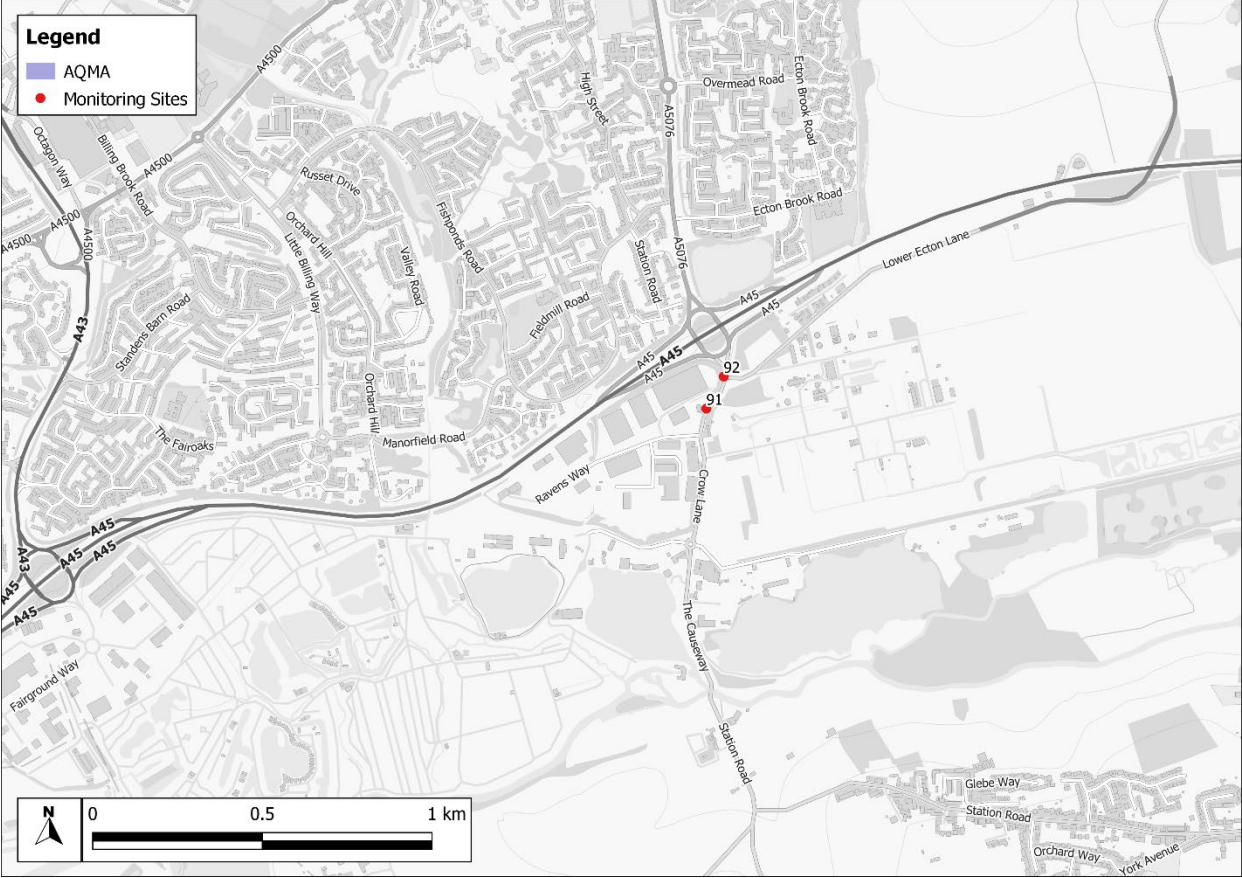 Legend
AQMA
Monitoring Sites
A4500
High Street
Overmead Road
Ecton Brook Road
A5076
Octagon Way
Billing Brook Road
A4500
Russet Drive
Ecton Brook Road
A4500
A4500
A4500
Orchard Hill
Little Billing Way
Fishponds Road
Valley Road
Station Road
A5076
Lower Ecton Lane
A43
Standens Barn Road
Fieldmill Road
A45
A45
A45
A45
A45
92
91
Orchard Hill
The Fairoaks
Manorfield Road
Ravens Way
Crow Lane
A45
A45
A45
A43
A45
A45
The Causeway
Fairground Way
Station Road
Glebe Way
Station Road
Orchard Way
York Avenue
N
0 0.5 1 km